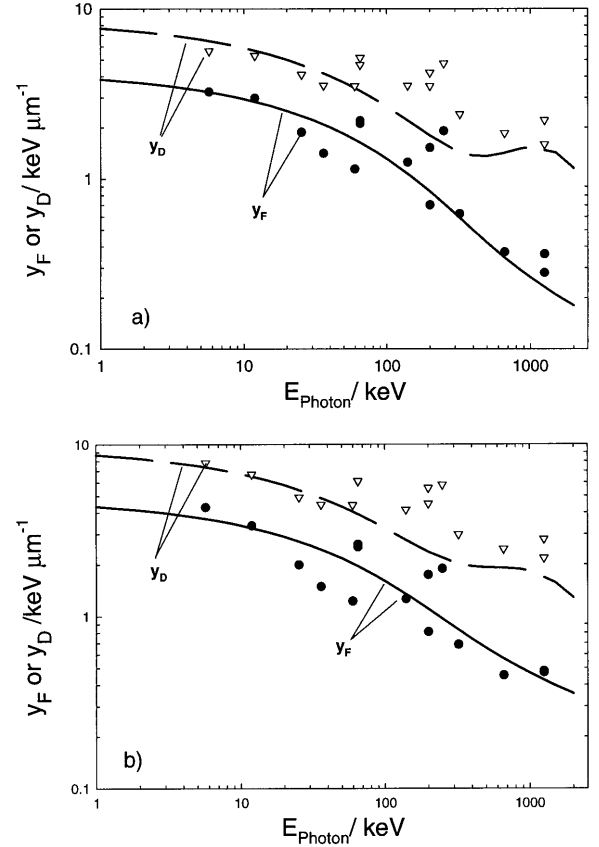 10
y_D
1
y_F
a)
0.1
1 10 100 1000
E_Photon/ keV
y_F or y_D/ keV μm⁻¹
10
y_D
1
y_F
b)
0.1
1 10 100 1000
E_Photon/ keV
y_F or y_D /keV μm⁻¹